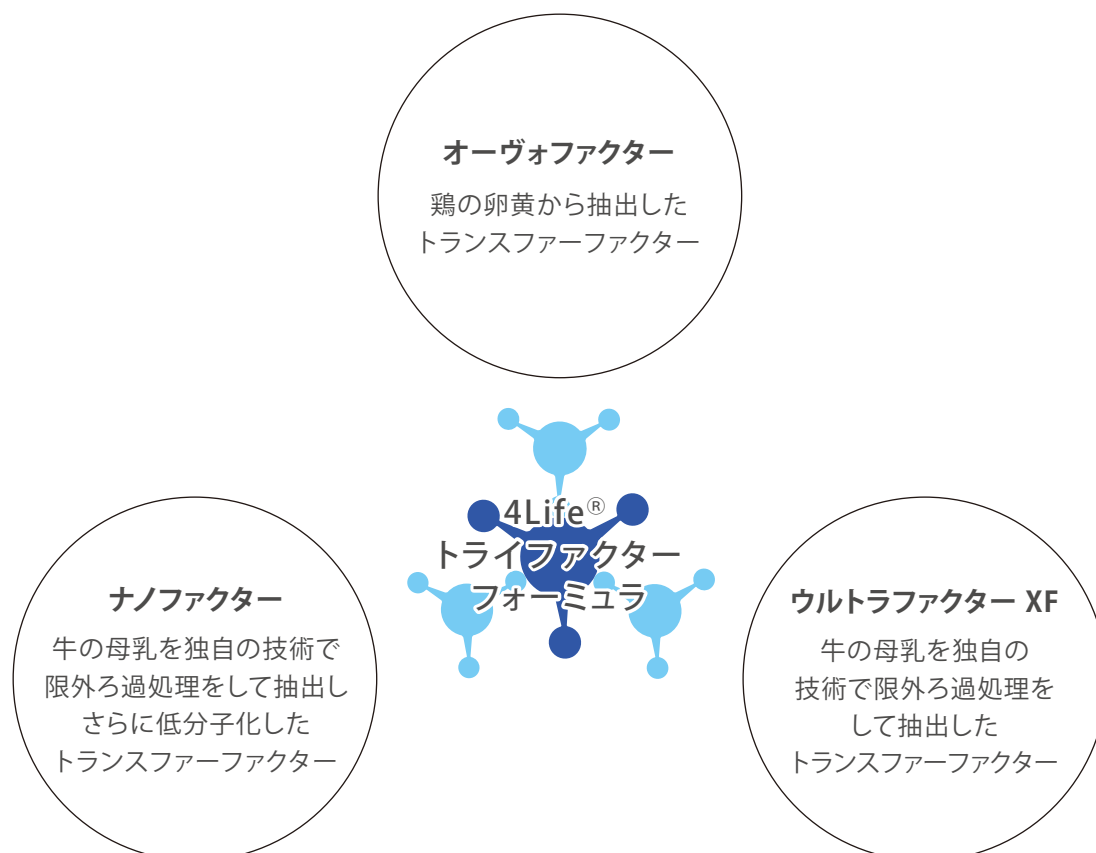 オーヴォファクター
鶏の卵黄から抽出した
トランスファーファクター
4Life®
トライファクター
フォーミュラ
ナノファクター
牛の母乳を独自の技術で
限外ろ過処理をして抽出し
さらに低分子化した
トランスファーファクター
ウルトラファクター XF
牛の母乳を独自の
技術で限外ろ過処理を
して抽出した
トランスファーファクター